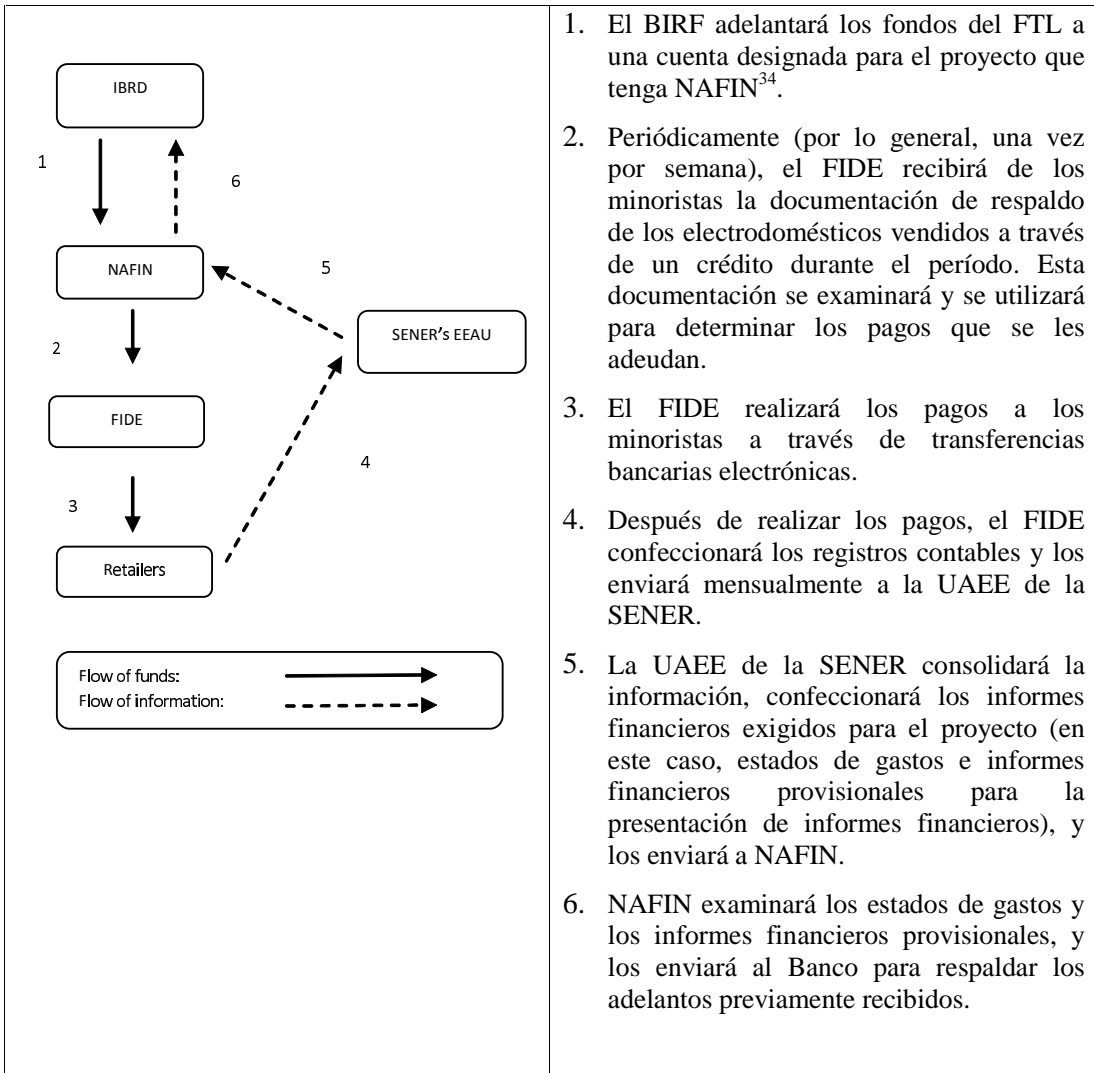 IBRD
1
6
NAFIN
5
2
SENER's EEAU
FIDE
4
3
Retailers
Flow of funds:
Flow of information:
1. El BIRF adelantará los fondos del FTL a
una cuenta designada para el proyecto que
tenga NAFIN34.
2. Periódicamente (por lo general, una vez
por semana), el FIDE recibirá de los
minoristas la documentación de respaldo
de los electrodomésticos vendidos a través
de un crédito durante el período. Esta
documentación se examinará y se utilizará
para determinar los pagos que se les
adeudan.
3. El FIDE realizará los pagos a los
minoristas a través de transferencias
bancarias electrónicas.
4. Después de realizar los pagos, el FIDE
confeccionará los registros contables y los
enviará mensualmente a la UAEE de la
SENER.
5. La UAEE de la SENER consolidará la
información, confeccionará los informes
financieros exigidos para el proyecto (en
este caso, estados de gastos e informes
financieros provisionales para la
presentación de informes financieros), y
los enviará a NAFIN.
6. NAFIN examinará los estados de gastos y
los informes financieros provisionales, y
los enviará al Banco para respaldar los
adelantos previamente recibidos.